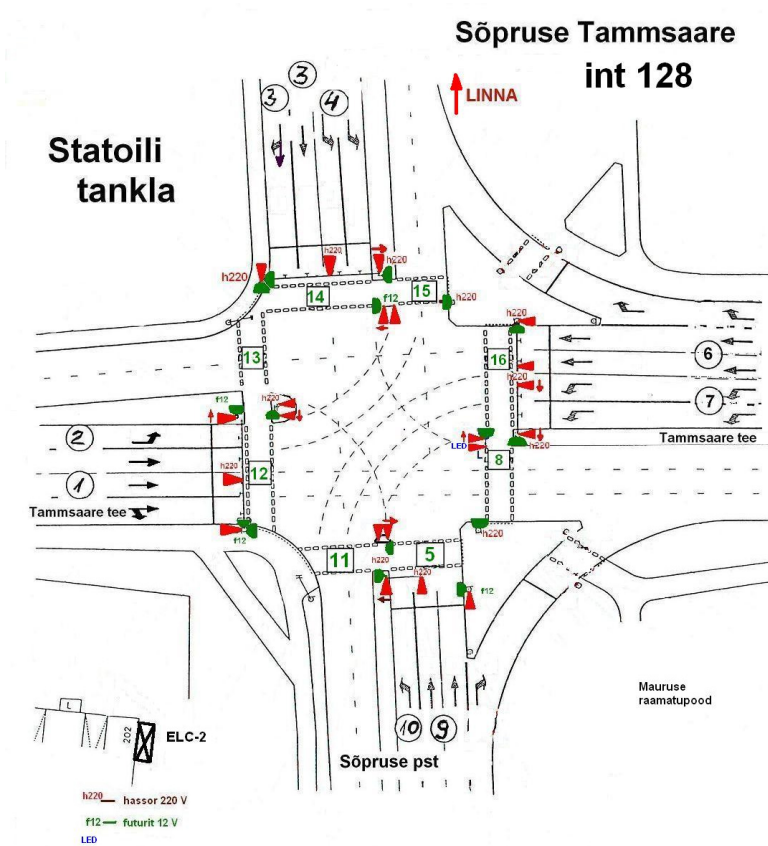 Sõpruse Tammsaare
int 128
LINNA
3
3
4
Statoili
tankla
h220
h220
h220
14
15
f12
h220
h220
13
16
6
h220
7
f12
h220
LED
h220
Tammsaare tee
2
12
h220
8
1
Tammsaare tee
f12
h220
11
h220
5
h220
f12
10
9
Mauruse
raamatupood
L
202
ELC-2
Sõpruse pst
h220 hassor 220 V
f12 futurit 12 V
LED